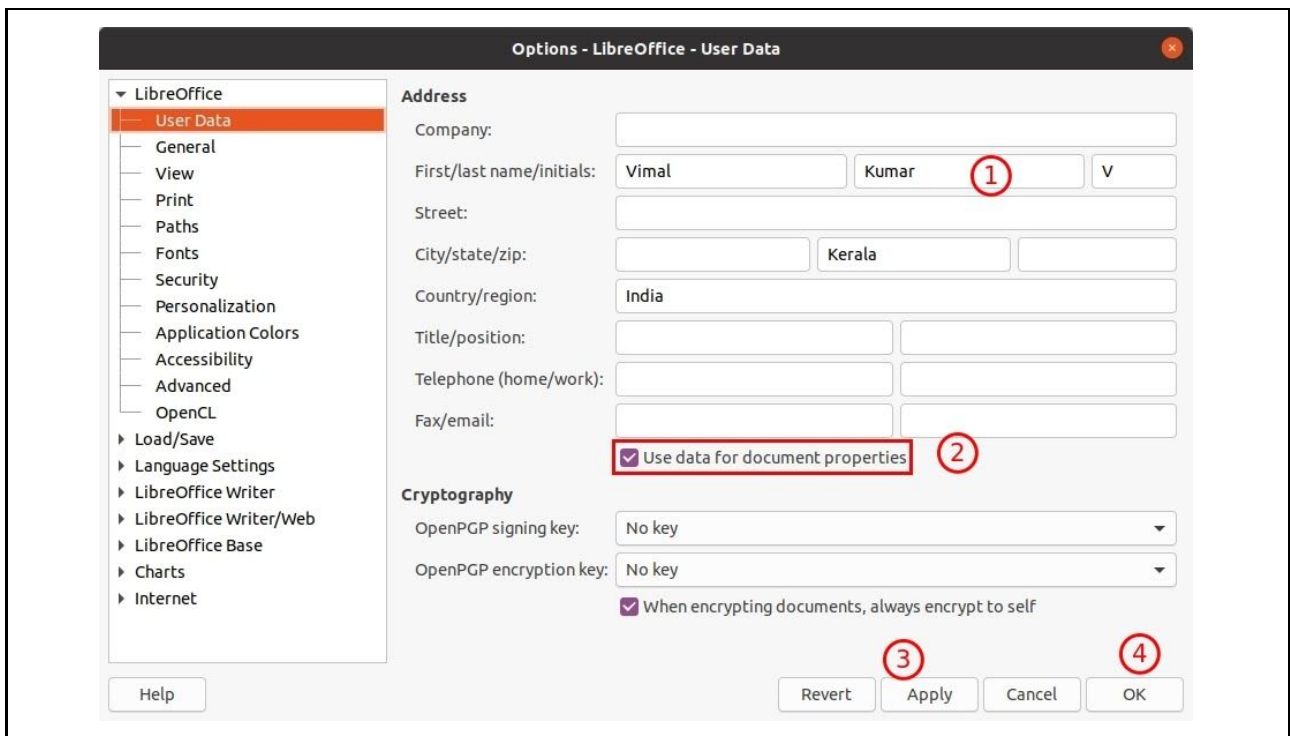 Options - LibreOffice - User Data
LibreOffice
User Data
General
View
Print
Paths
Fonts
Security
Personalization
Application Colors
Accessibility
Advanced
OpenCL
Load/Save
Language Settings
LibreOffice Writer
LibreOffice Writer/Web
LibreOffice Base
Charts
Internet
Address
Company:
First/last name/initials: Vimal Kumar 1 V
Street:
City/state/zip: Kerala
Country/region: India
Title/position:
Telephone (home/work):
Fax/email:
Use data for document properties 2
Cryptography
OpenPGP signing key: No key
OpenPGP encryption key: No key
When encrypting documents, always encrypt to self
3 4
Help Revert Apply Cancel OK